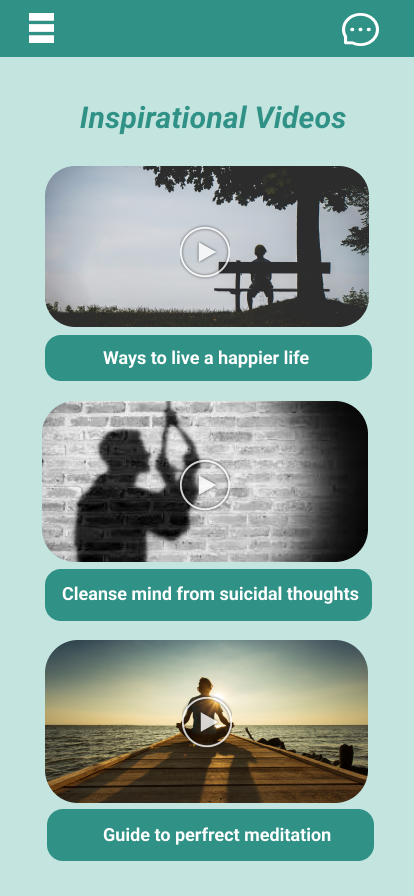 Inspirational Videos
Ways to live a happier life
Cleanse mind from suicidal thoughts
Guide to perfrect meditation